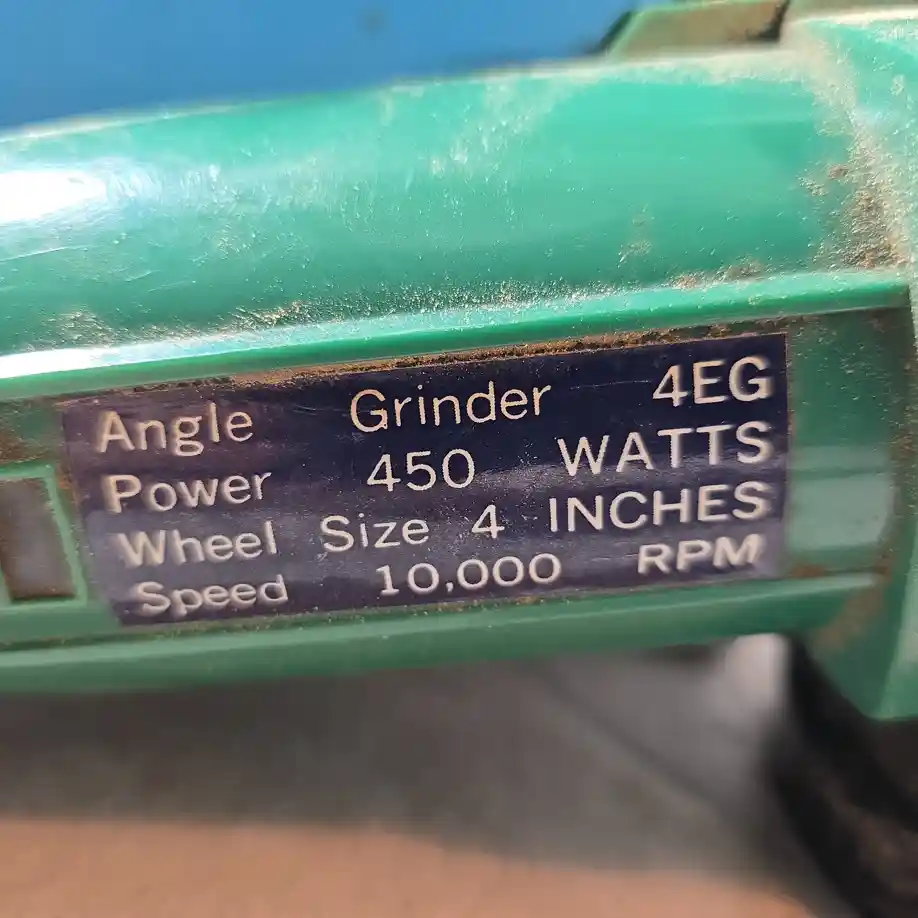 Angle Grinder 4EG
Power 450 WATTS
Wheel Size 4 INCHES
Speed 10,000 RPM